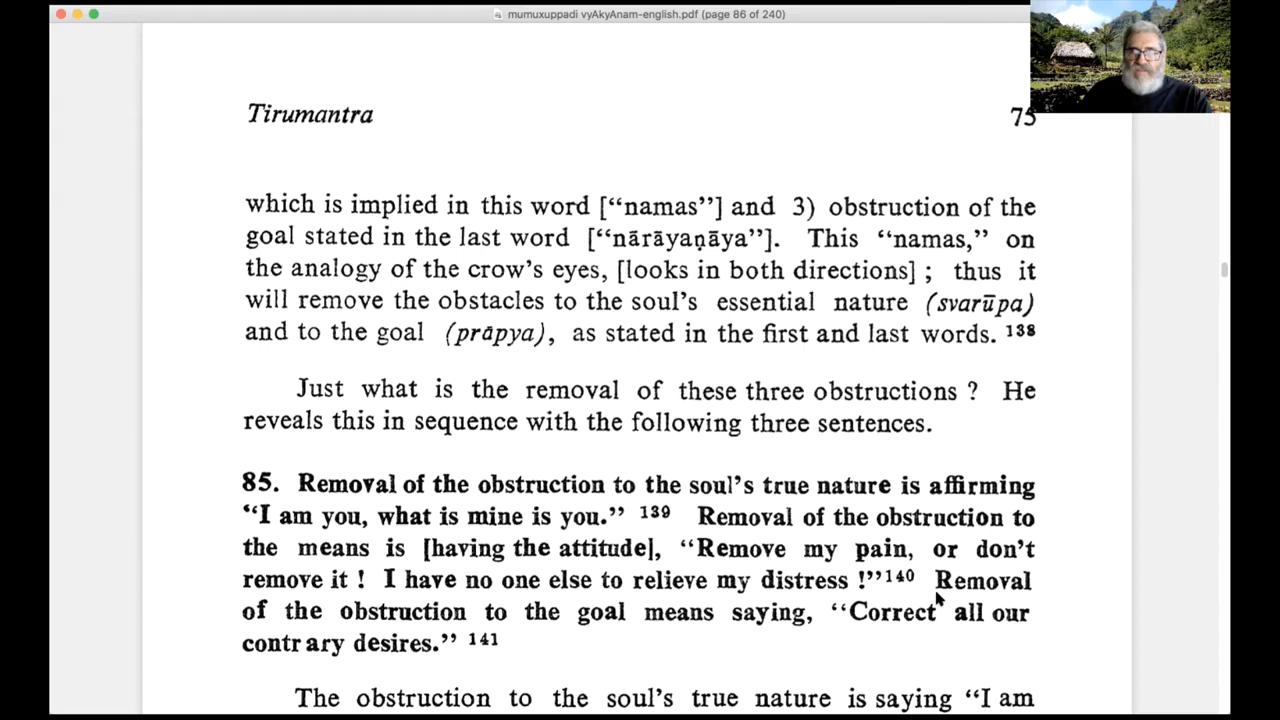 mumuxuppadi vyAkyAnam-english.pdf (page 86 of 240)
Tirumantra 75
which is implied in this word [“namas”] and 3) obstruction of the
goal stated in the last word [“nārāyaṇāya”]. This “namas,” on
the analogy of the crow’s eyes, [looks in both directions] ; thus it
will remove the obstacles to the soul’s essential nature (svarūpa)
and to the goal (prāpya), as stated in the first and last words. 138
Just what is the removal of these three obstructions ? He
reveals this in sequence with the following three sentences.
85. Removal of the obstruction to the soul’s true nature is affirming
“I am you, what is mine is you.” 139 Removal of the obstruction to
the means is [having the attitude], “Remove my pain, or don’t
remove it ! I have no one else to relieve my distress !”140 Removal
of the obstruction to the goal means saying, “Correct all our
contrary desires.” 141
The obstruction to the soul’s true nature is saying “I am